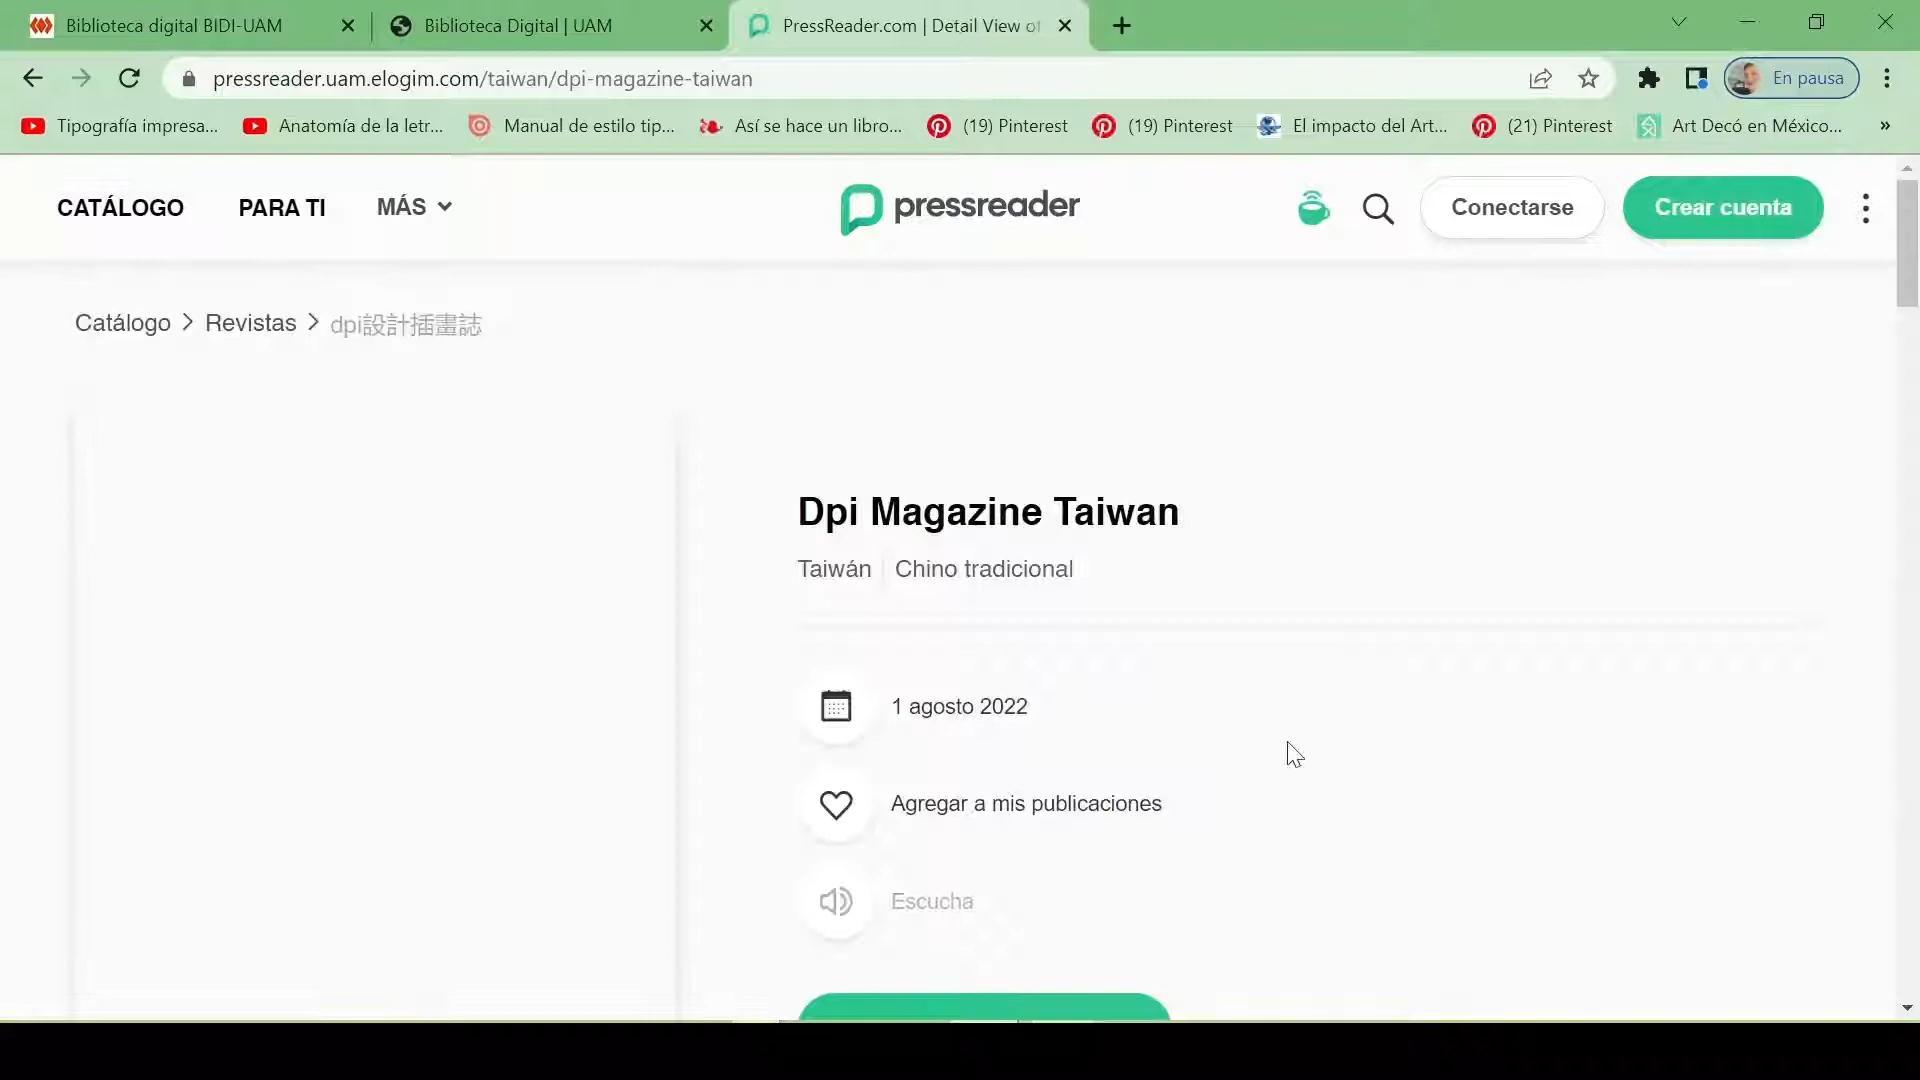 Biblioteca digital BIDI-UAM
Biblioteca Digital | UAM
PressReader.com | Detail View of
pressreader.uam.elogim.com/taiwan/dpi-magazine-taiwan
En pausa
Tipografía impresa...
Anatomía de la letr...
Manual de estilo tip...
Así se hace un libro...
(19) Pinterest
(19) Pinterest
El impacto del Art...
(21) Pinterest
Art Decó en México...
»
CATÁLOGO
PARA TI
MÁS
pressreader
Conectarse
Crear cuenta
Catálogo > Revistas > dpi設計插畫誌
Dpi Magazine Taiwan
Taiwán | Chino tradicional
1 agosto 2022
Agregar a mis publicaciones
Escucha